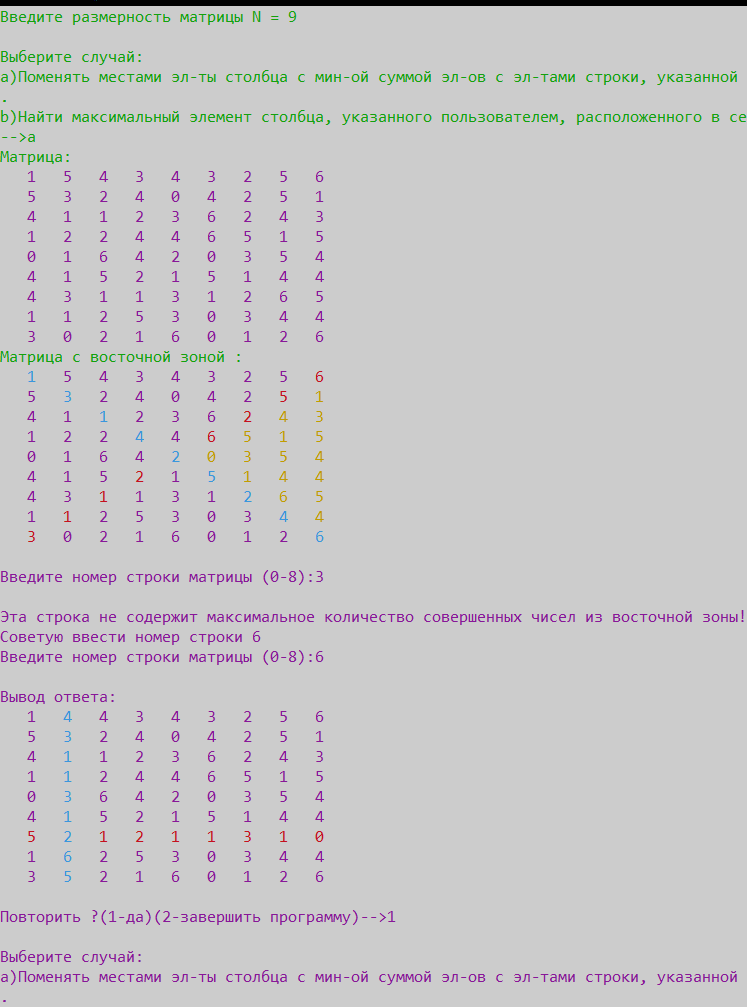 Введите размерность матрицы N = 9
Выберите случай:
а)Поменять местами эл-ты столбца с мин-ой суммой эл-ов с эл-тами строки, указанной
.
b)Найти максимальный элемент столбца, указанного пользователем, расположенного в се
-->a
Матрица:
1 5 4 3 4 3 2 5 6
5 3 2 4 0 4 2 5 1
4 1 1 2 3 6 2 4 3
1 2 2 4 4 6 5 1 5
0 1 6 4 2 0 3 5 4
4 1 5 2 1 5 1 4 4
4 3 1 1 3 1 2 6 5
1 1 2 5 3 0 3 4 4
3 0 2 1 6 0 1 2 6
Матрица с восточной зоной :
1 5 4 3 4 3 2 5 6
5 3 2 4 0 4 2 5 1
4 1 1 2 3 6 2 4 3
1 2 2 4 4 6 5 1 5
0 1 6 4 2 0 3 5 4
4 1 5 2 1 5 1 4 4
4 3 1 1 3 1 2 6 5
1 1 2 5 3 0 3 4 4
3 0 2 1 6 0 1 2 6
Введите номер строки матрицы (0-8):3
Эта строка не содержит максимальное количество совершенных чисел из восточной зоны!
Советую ввести номер строки 6
Введите номер строки матрицы (0-8):6
Вывод ответа:
1 4 4 3 4 3 2 5 6
5 3 2 4 0 4 2 5 1
4 1 1 2 3 6 2 4 3
1 1 2 4 4 6 5 1 5
0 3 6 4 2 0 3 5 4
4 1 5 2 1 5 1 4 4
5 2 1 2 1 1 3 1 0
1 6 2 5 3 0 3 4 4
3 5 2 1 6 0 1 2 6
Повторить ?(1-да)(2-завершить программу)-->1
Выберите случай:
а)Поменять местами эл-ты столбца с мин-ой суммой эл-ов с эл-тами строки, указанной
.